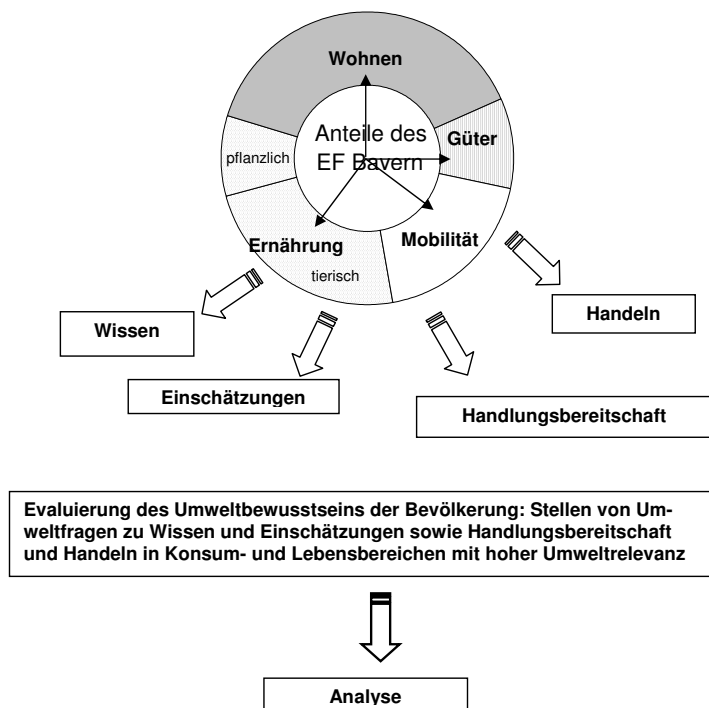 Wohnen
Anteile des
EF Bayern
Güter
pflanzlich
Ernährung
tierisch
Mobilität
Wissen
Einschätzungen
Handlungsbereitschaft
Handeln
Evaluierung des Umweltbewusstseins der Bevölkerung: Stellen von Um-
weltfragen zu Wissen und Einschätzungen sowie Handlungsbereitschaft
und Handeln in Konsum- und Lebensbereichen mit hoher Umweltrelevanz
Analyse